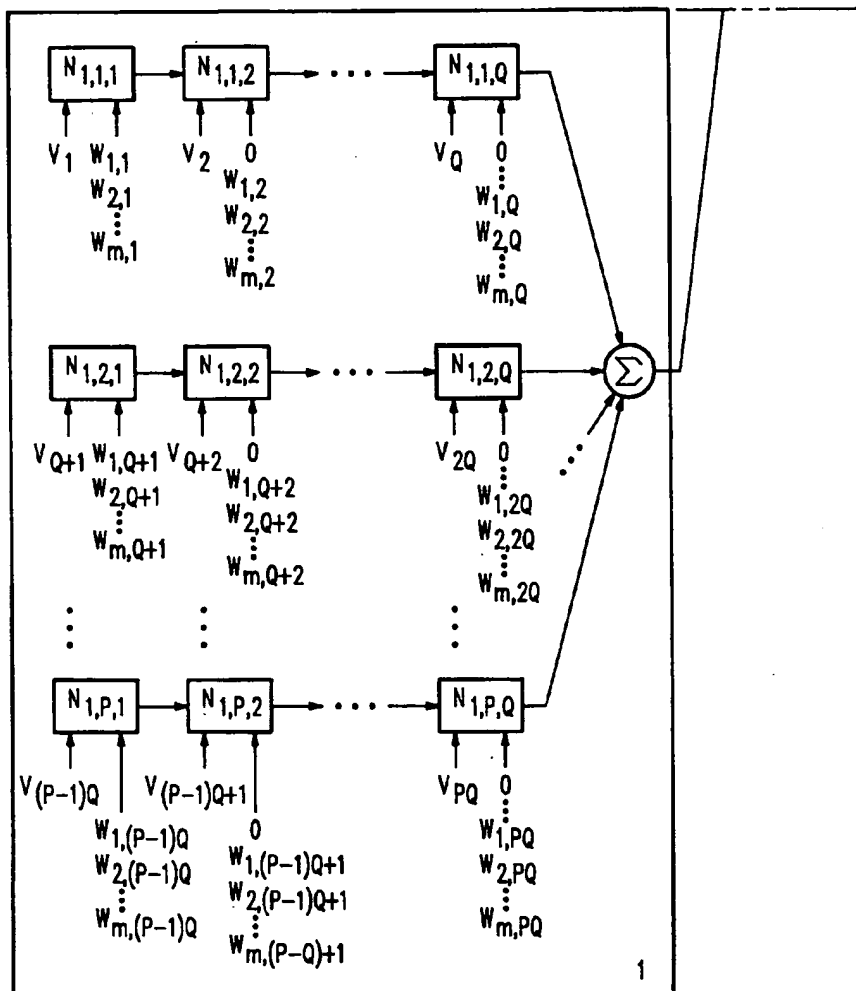 N1,1,1 N1,1,2 ... N1,1,Q
V1 W1,1 V2 0 VQ 0
W2,1 W1,2 W1,Q
Wm,1 W2,2 W2,Q
Wm,2 Wm,Q
N1,2,1 N1,2,2 ... N1,2,Q Σ
VQ+1 W1,Q+1 VQ+2 0 V2Q 0
W2,Q+1 W1,Q+2 W1,2Q
Wm,Q+1 W2,Q+2 W2,2Q
Wm,Q+2 Wm,2Q
N1,P,1 N1,P,2 ... N1,P,Q
V(P-1)Q V(P-1)Q+1 VPQ 0
W1,(P-1)Q 0 W1,PQ
W2,(P-1)Q W1,(P-1)Q+1 W2,PQ
Wm,(P-1)Q W2,(P-1)Q+1 Wm,PQ
Wm,(P-Q)+1
1